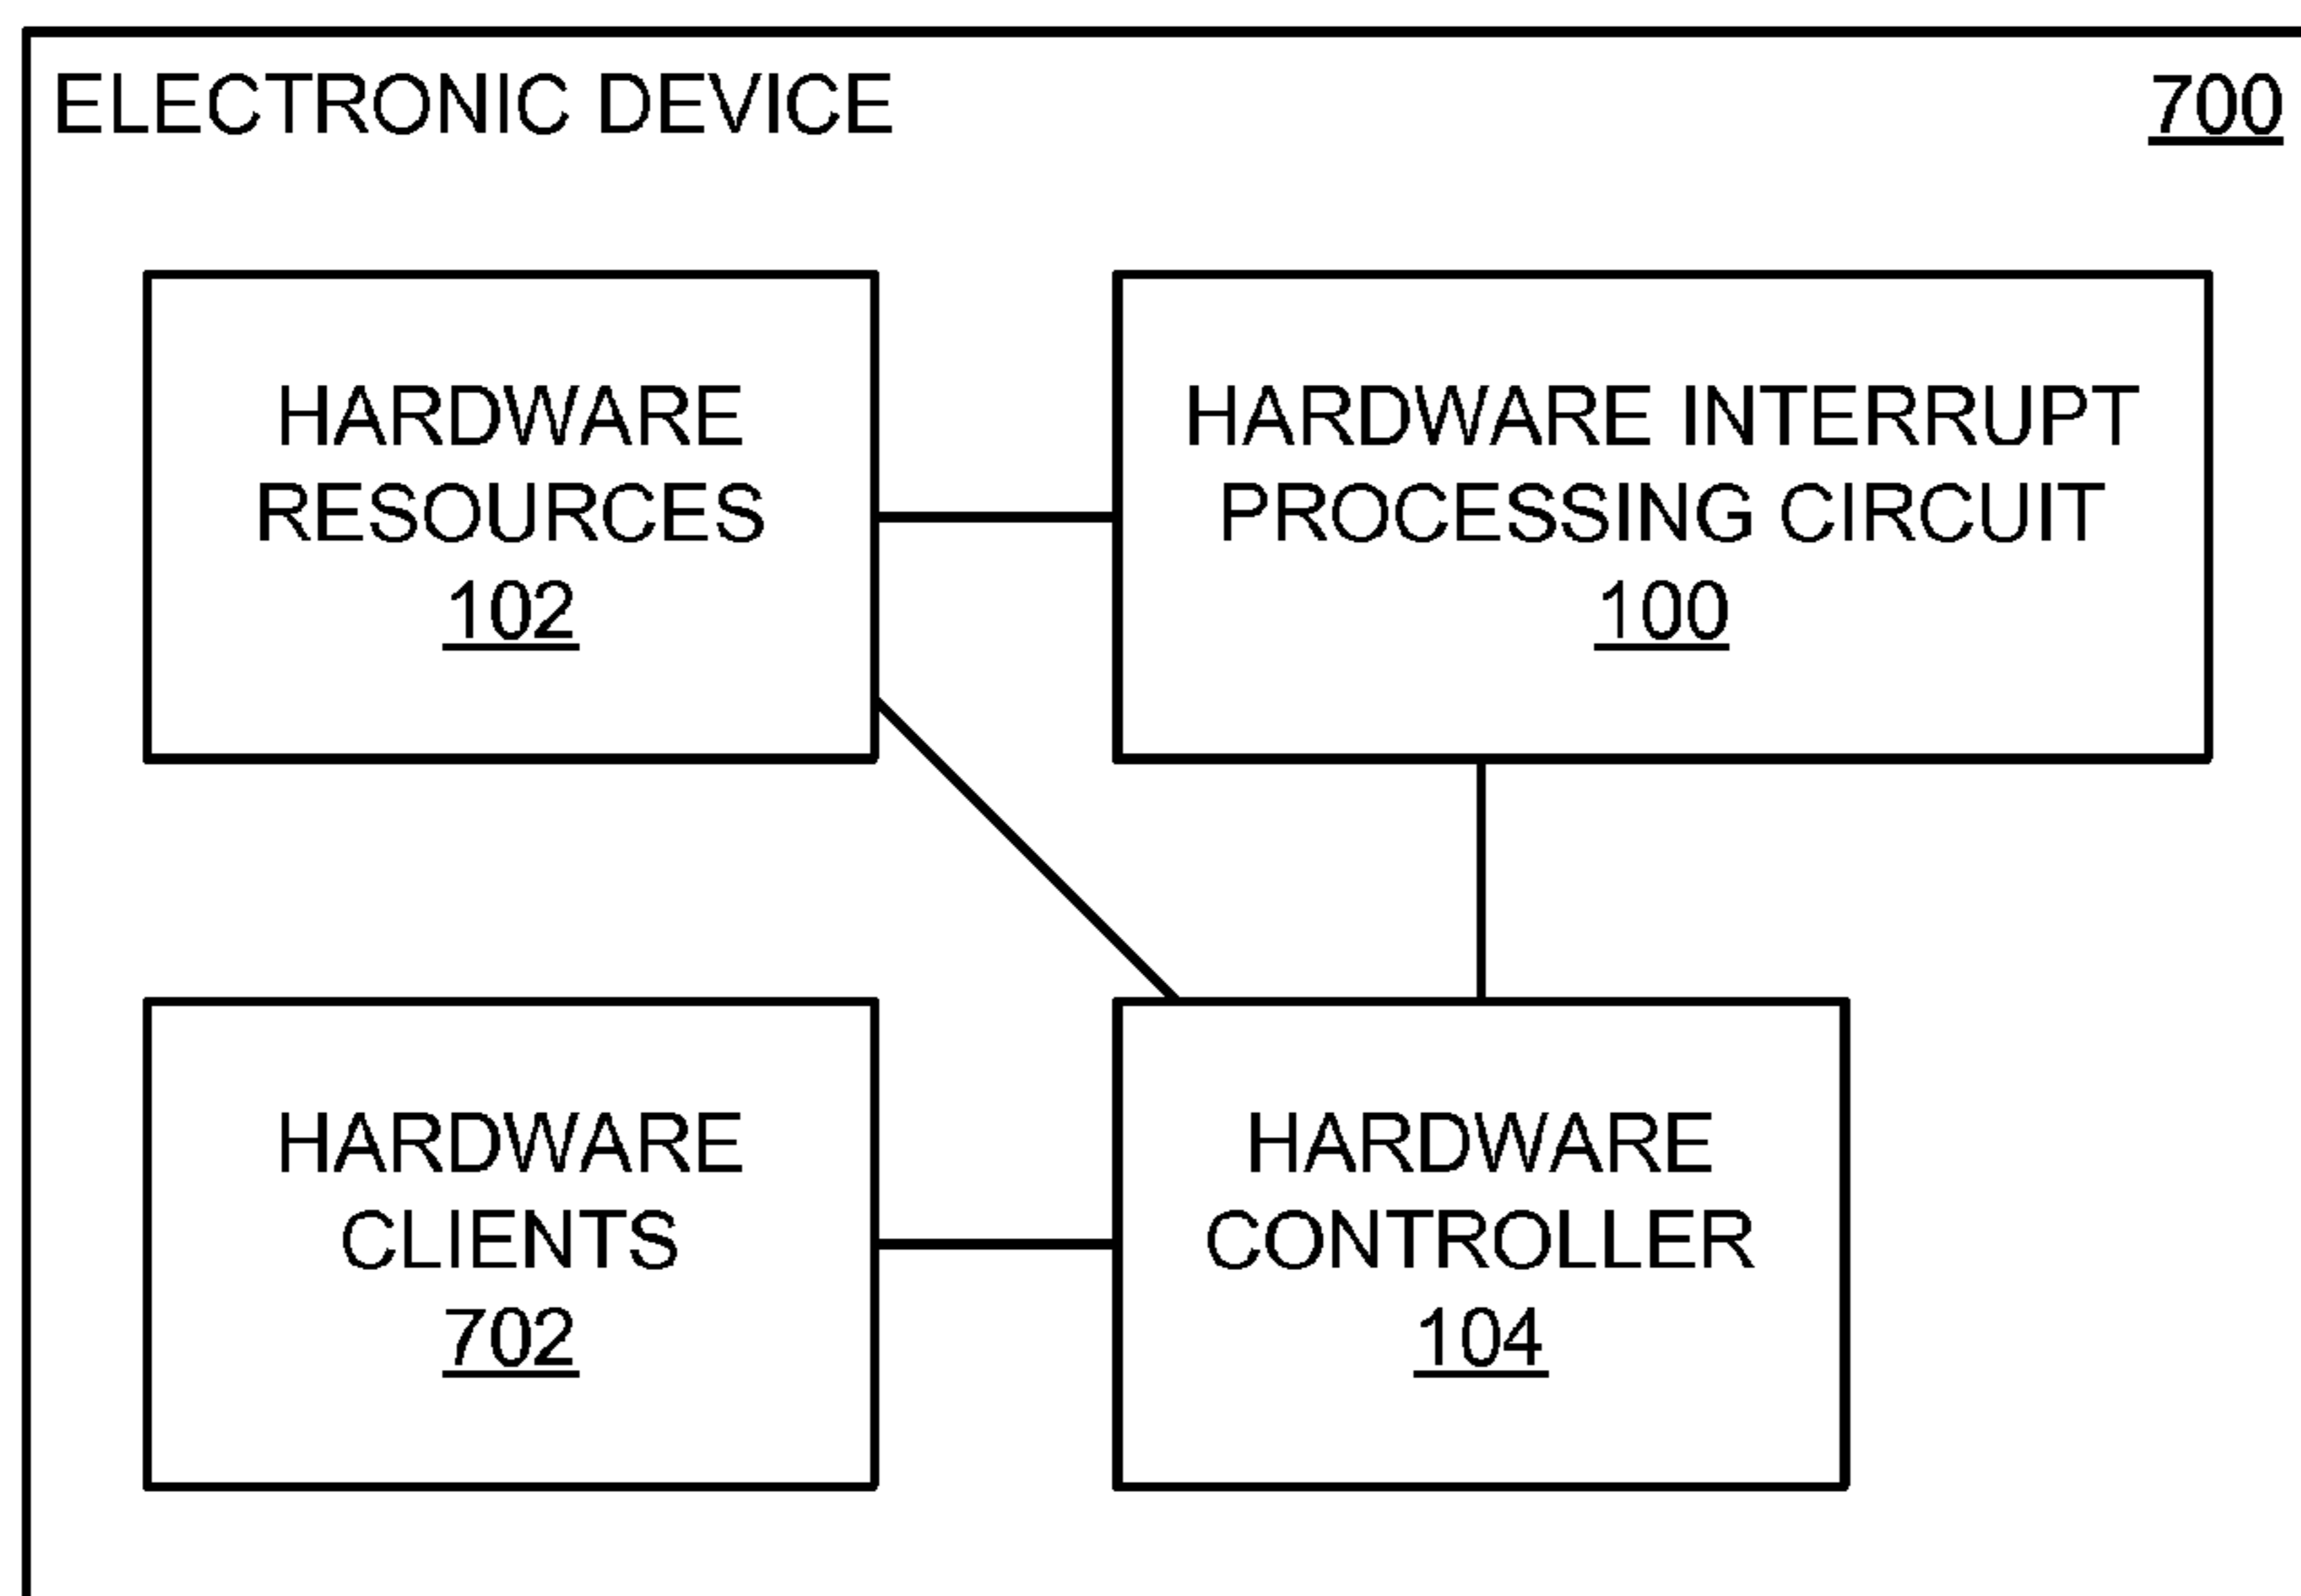 ELECTRONIC DEVICE 700
HARDWARE
RESOURCES
102
HARDWARE INTERRUPT
PROCESSING CIRCUIT
100
HARDWARE
CLIENTS
702
HARDWARE
CONTROLLER
104